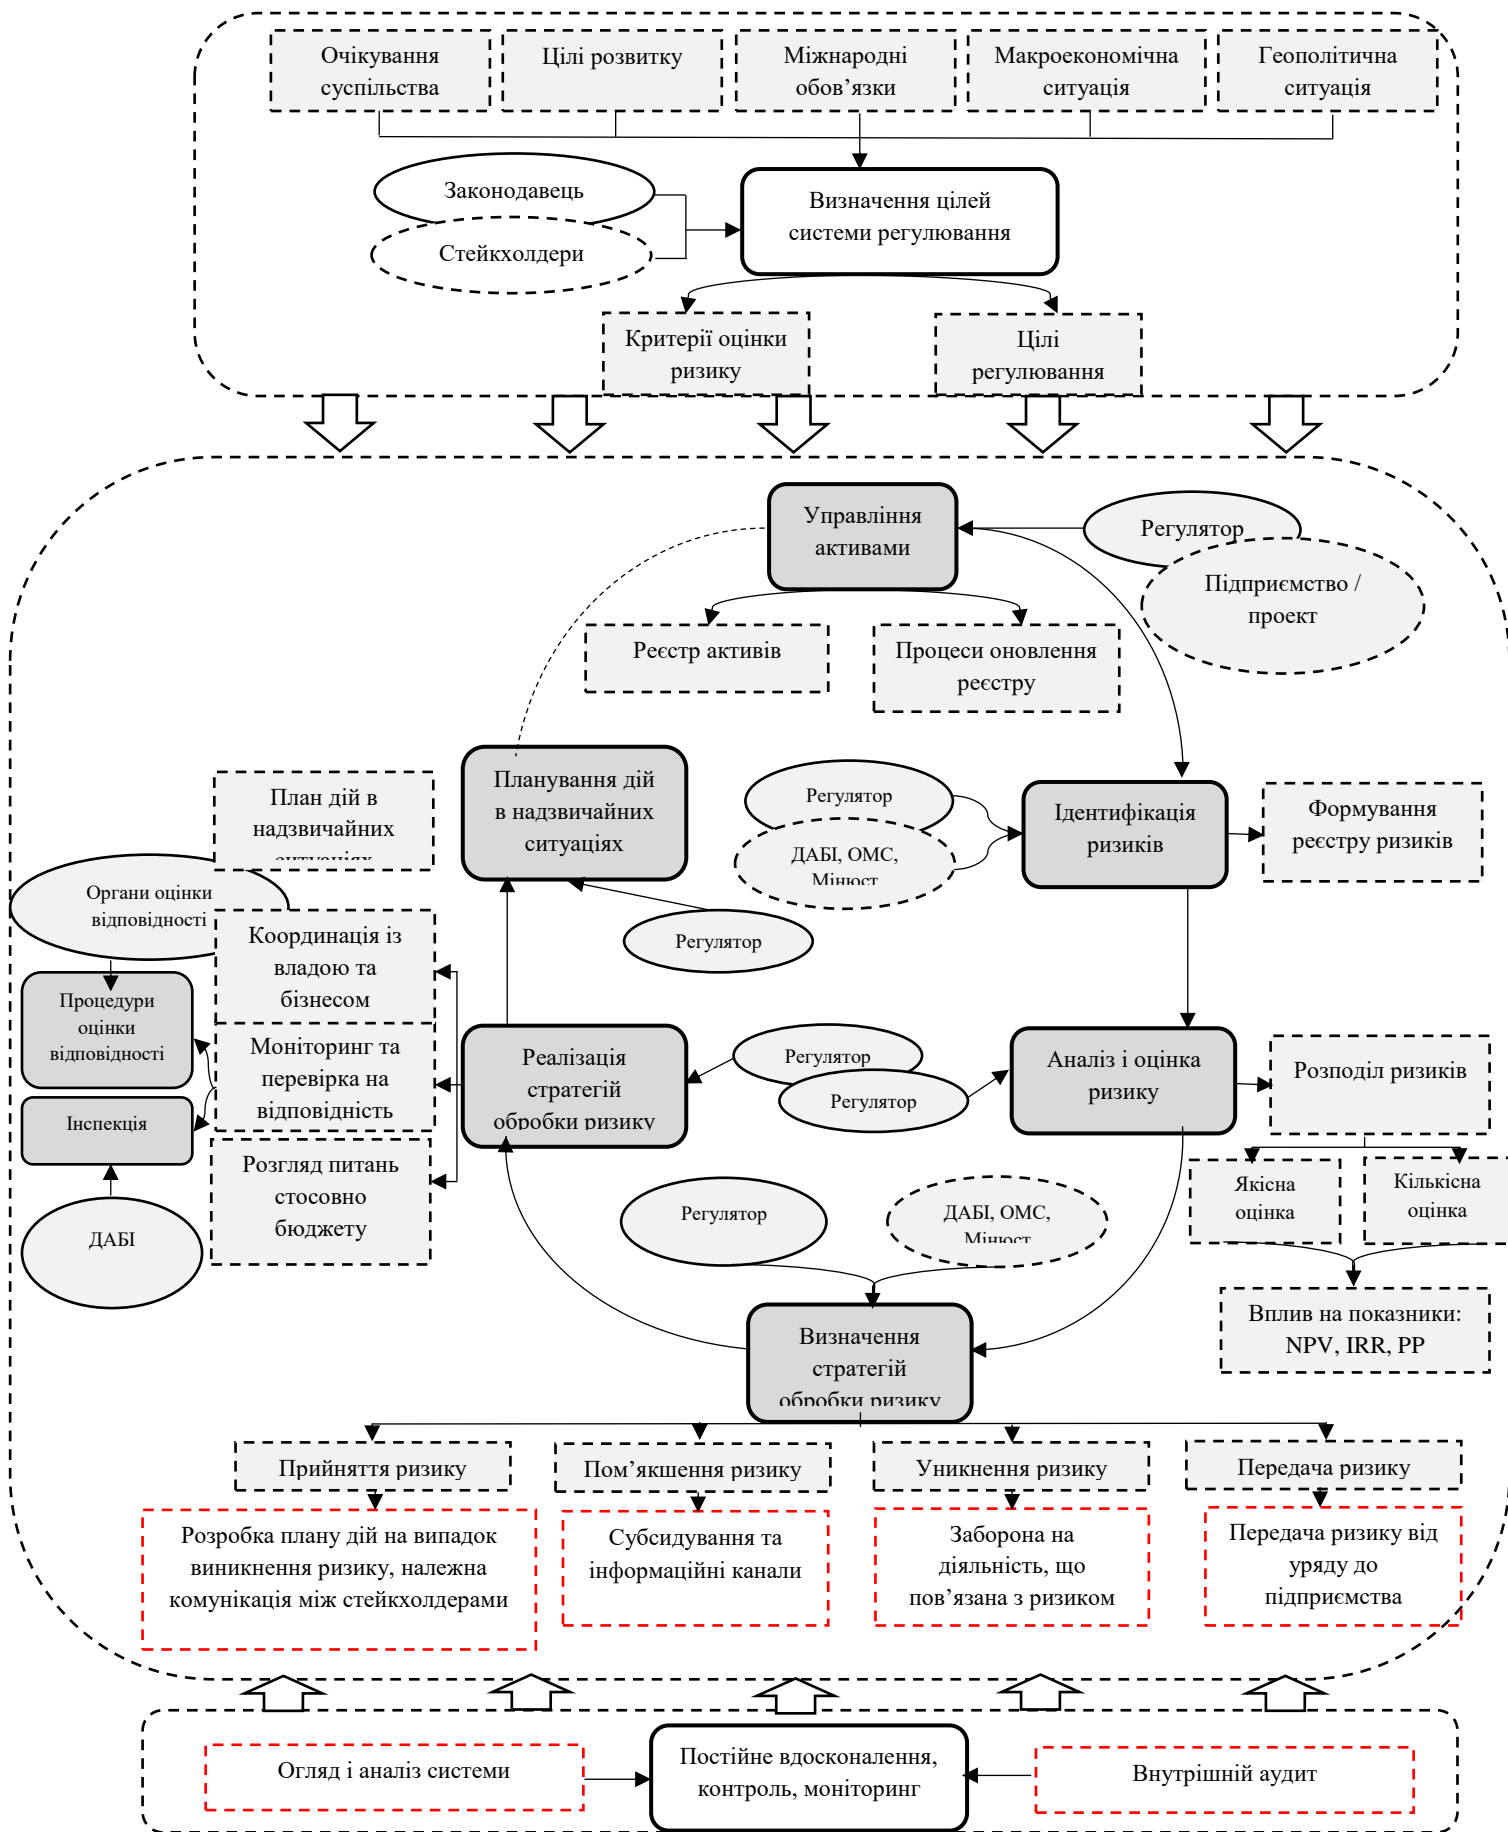 Очікування
суспільства
Цілі розвитку
Міжнародні
обов’язки
Макроекономічна
ситуація
Геополітична
ситуація
Законодавець
Стейкхолдери
Визначення цілей
системи регулювання
Критерії оцінки
ризику
Цілі
регулювання
Управління
активами
Регулятор
Підприємство /
проект
Реєстр активів
Процеси оновлення
реєстру
План дій в
надзвичайних
ситуаціях
Планування дій
в надзвичайних
ситуаціях
Регулятор
ДАБІ, ОМС,
Мінюст
Ідентифікація
ризиків
Формування
реєстру ризиків
Органи оцінки
відповідності
Регулятор
Координація із
владою та
бізнесом
Процедури
оцінки
відповідності
Моніторинг та
перевірка на
відповідність
Інспекція
Розгляд питань
стосовно
бюджету
ДАБІ
Реалізація
стратегій
обробки ризику
Регулятор
Регулятор
Аналіз і оцінка
ризику
Розподіл ризиків
Якісна
оцінка
Кількісна
оцінка
Регулятор
ДАБІ, ОМС,
Мінюст
Вплив на показники:
NPV, IRR, PP
Визначення
стратегій
обробки ризику
Прийняття ризику
Пом’якшення ризику
Уникнення ризику
Передача ризику
Розробка плану дій на випадок
виникнення ризику, належна
комунікація між стейкхолдерами
Субсидування та
інформаційні канали
Заборона на
діяльність, що
пов’язана з ризиком
Передача ризику від
уряду до
підприємства
Огляд і аналіз системи
Постійне вдосконалення,
контроль, моніторинг
Внутрішній аудит